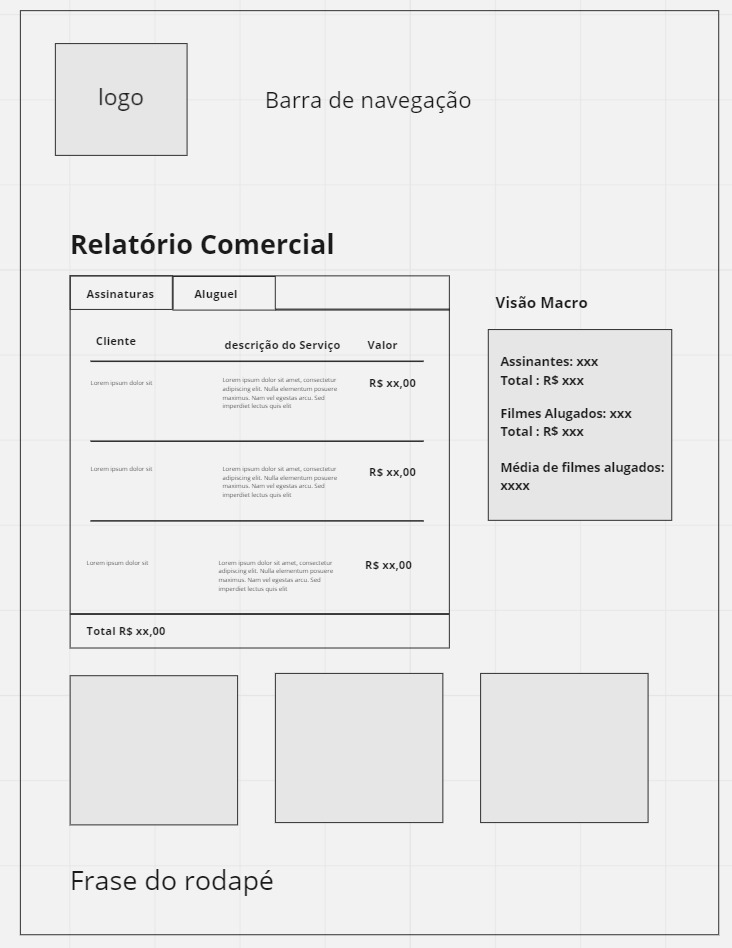 logo
Barra de navegação
Relatório Comercial
Assinaturas
Aluguel
Cliente
descrição do Serviço
Valor
Lorem ipsum dolor sit
Lorem ipsum dolor sit amet, consectetur
adipiscing elit. Nulla elementum posuere
maximus. Nam vel egestas arcu. Sed
imperdiet lectus quis elit
R$ xx,00
Lorem ipsum dolor sit
Lorem ipsum dolor sit amet, consectetur
adipiscing elit. Nulla elementum posuere
maximus. Nam vel egestas arcu. Sed
imperdiet lectus quis elit
R$ xx,00
Lorem ipsum dolor sit
Lorem ipsum dolor sit amet, consectetur
adipiscing elit. Nulla elementum posuere
maximus. Nam vel egestas arcu. Sed
imperdiet lectus quis elit
R$ xx,00
Total R$ xx,00
Visão Macro
Assinantes: xxx
Total : R$ xxx
Filmes Alugados: xxx
Total : R$ xxx
Média de filmes alugados:
xxxx
Frase do rodapé